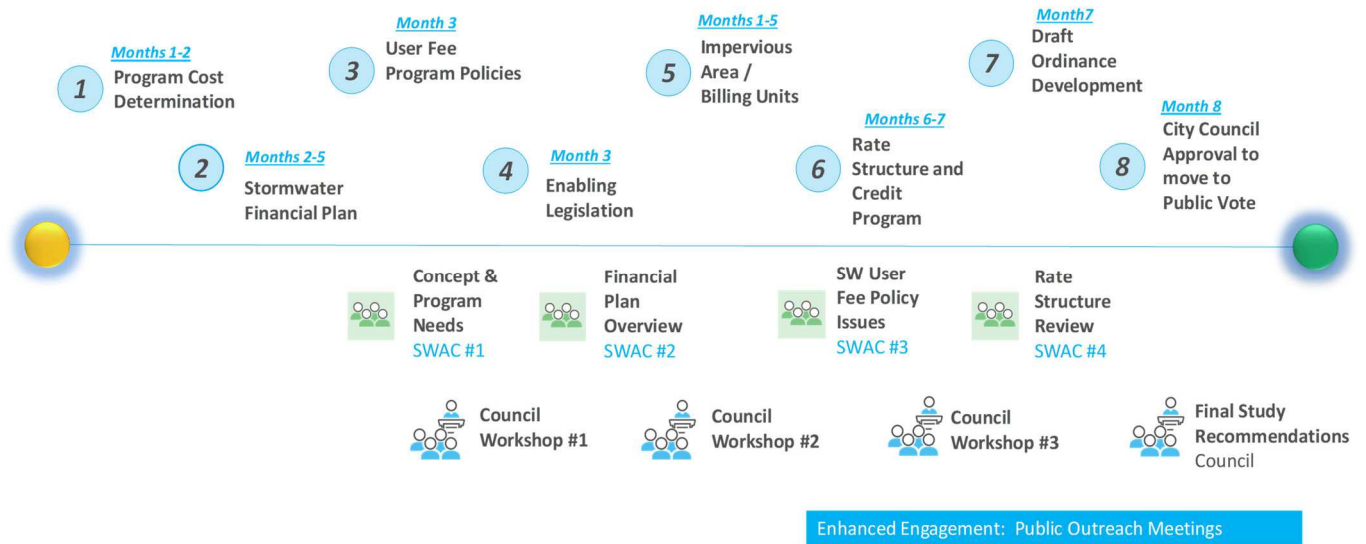 Months 1-2
1
Program Cost
Determination
Months 2-5
2
Stormwater
Financial Plan
Month 3
3
User Fee
Program Policies
Month 3
4
Enabling
Legislation
Months 1-5
5
Impervious
Area /
Billing Units
Months 6-7
6
Rate
Structure and
Credit
Program
Month7
7
Draft
Ordinance
Development
Month 8
8
City Council
Approval to
move to
Public Vote
Concept &
Program
Needs
SWAC #1
Financial
Plan
Overview
SWAC #2
SW User
Fee Policy
Issues
SWAC #3
Rate
Structure
Review
SWAC #4
Council
Workshop #1
Council
Workshop #2
Council
Workshop #3
Final Study
Recommendations
Council
Enhanced Engagement: Public Outreach Meetings